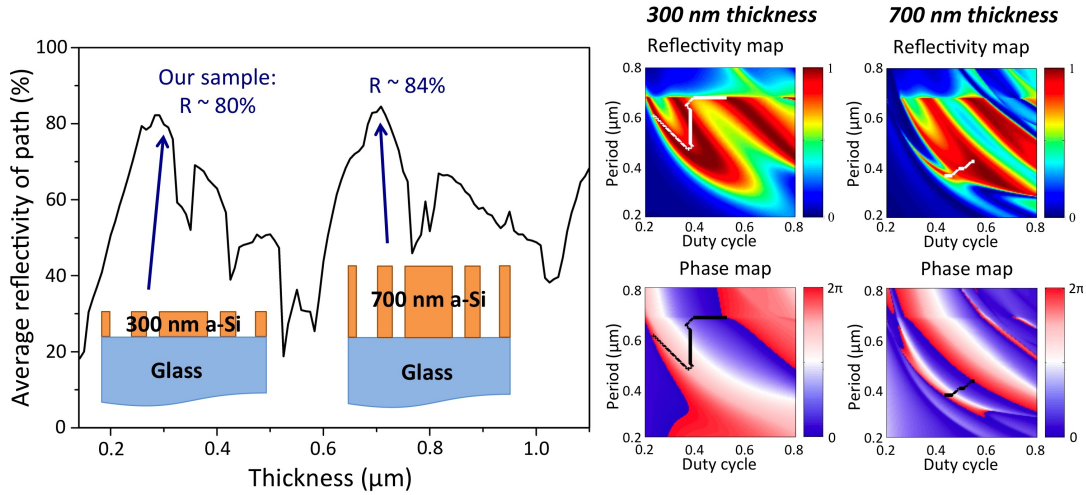 Average reflectivity of path (%)
100
80
60
40
20
0
0.2
0.4
0.6
0.8
1.0
Thickness (µm)
Our sample:
R ~ 80%
R ~ 84%
300 nm a-Si
Glass
700 nm a-Si
Glass
300 nm thickness
Reflectivity map
Period (µm)
0.8
0.6
0.4
0.2
0.2
0.4
0.6
0.8
Duty cycle
1
0
700 nm thickness
Reflectivity map
Period (µm)
0.8
0.6
0.4
0.2
0.2
0.4
0.6
0.8
Duty cycle
1
0
Phase map
Period (µm)
0.8
0.6
0.4
0.2
0.2
0.4
0.6
0.8
Duty cycle
2π
0
Phase map
Period (µm)
0.8
0.6
0.4
0.2
0.2
0.4
0.6
0.8
Duty cycle
2π
0